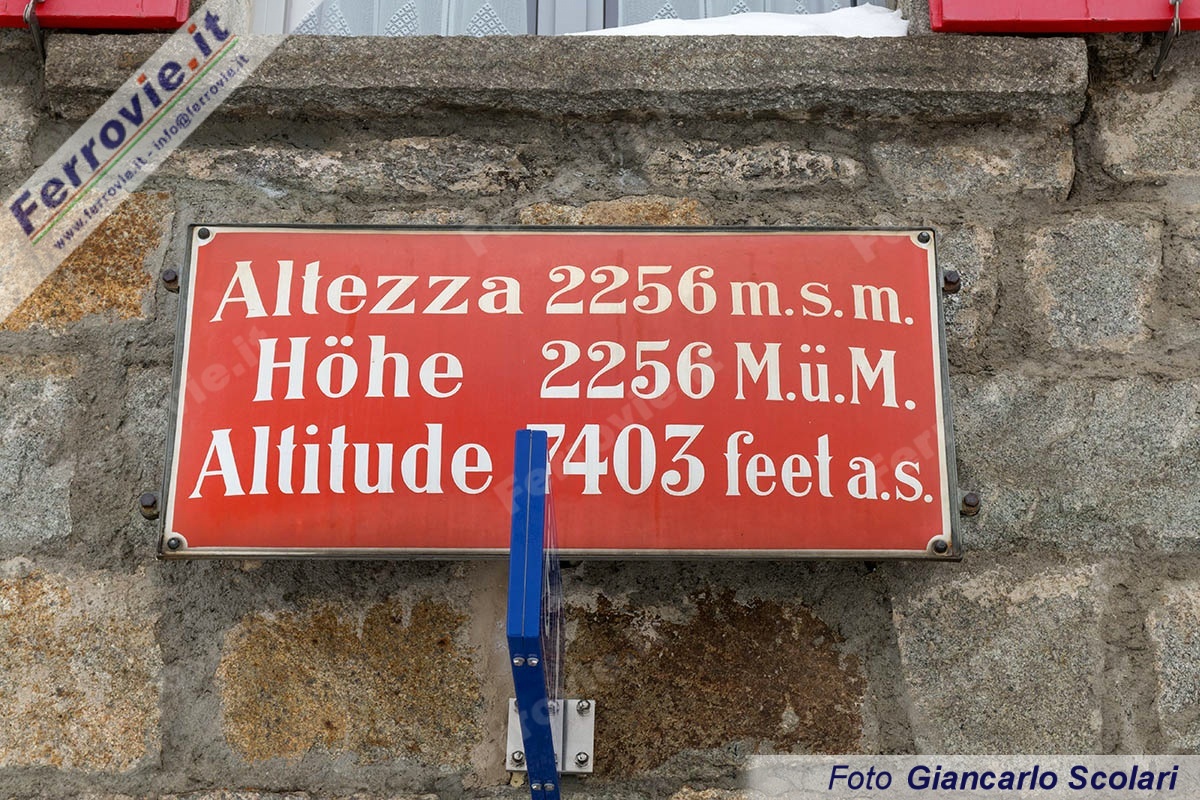 Ferrovie.it
www.ferrovie.it - info@ferrovie.it
Altezza 2256 m.s.m.
Höhe 2256 M.ü.M.
Altitude 7403 feet a.s.
Foto Giancarlo Scolari